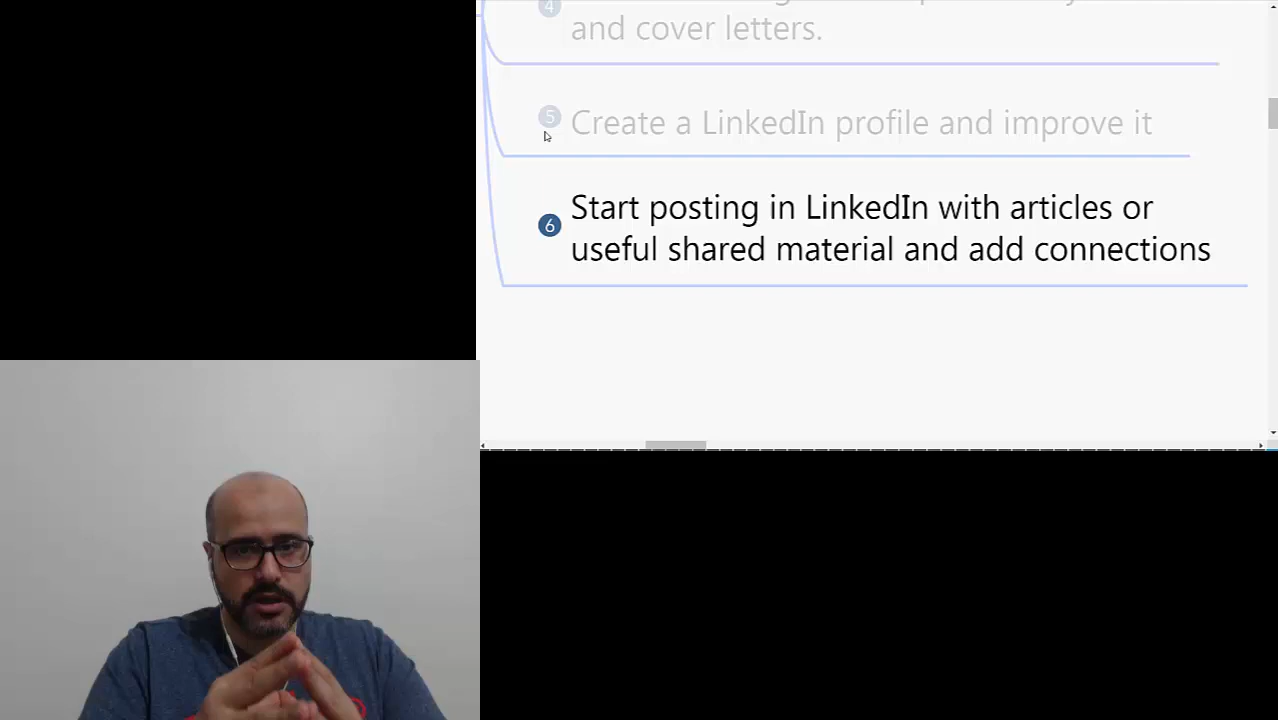 4
and cover letters.
5 Create a LinkedIn profile and improve it
Start posting in LinkedIn with articles or
6
useful shared material and add connections